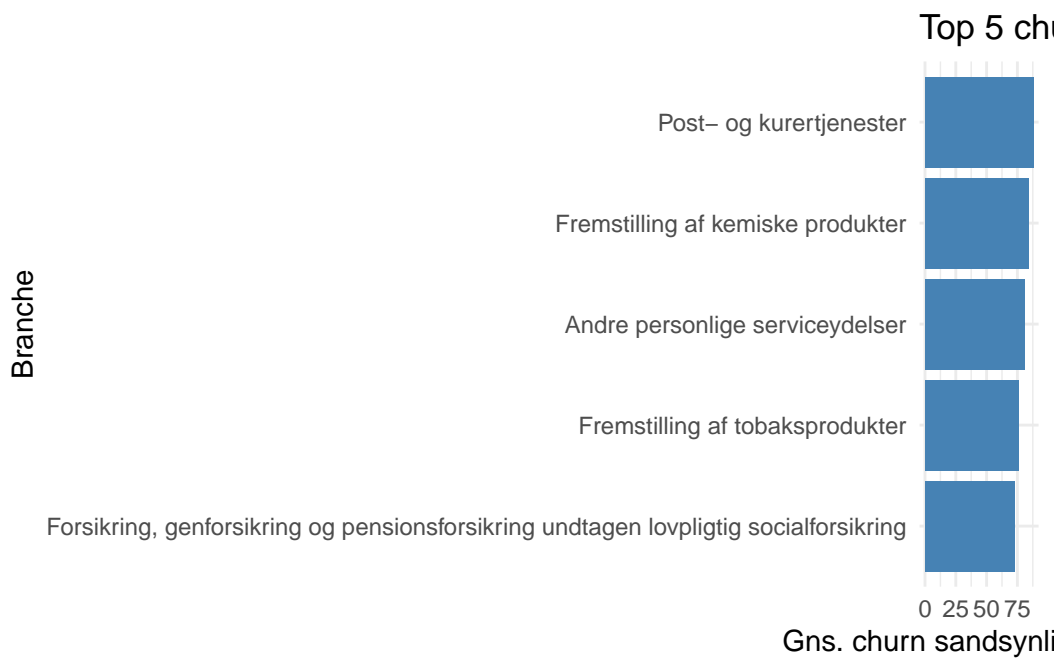 Top 5 chu
Branche
Post– og kurertjenester
Fremstilling af kemiske produkter
Andre personlige serviceydelser
Fremstilling af tobaksprodukter
Forsikring, genforsikring og pensionsforsikring undtagen lovpligtig socialforsikring
0 25 50 75
Gns. churn sandsynli